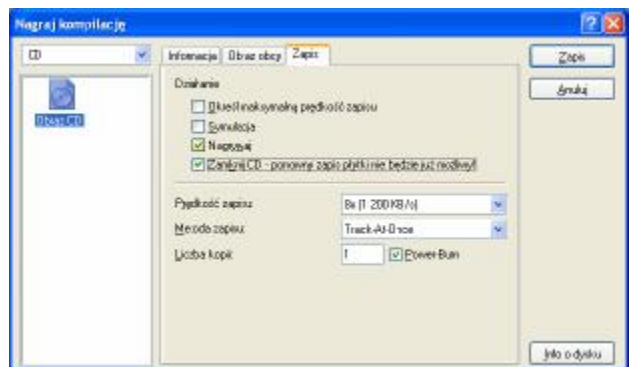 Nagraj kompilację
CD
Obraz CD
Informacja
Obraz obcy
Zapis
Działanie
Określ maksymalną prędkość zapisu
Symulacja
Nagrywaj
Zamknij CD - ponowny zapis płytki nie będzie już możliwy!
Prędkość zapisu:
8x (1 200 KB/s)
Metoda zapisu:
Track-At-Once
Liczba kopii:
1
Power-Burn
Zapis
Anuluj
Info o dysku